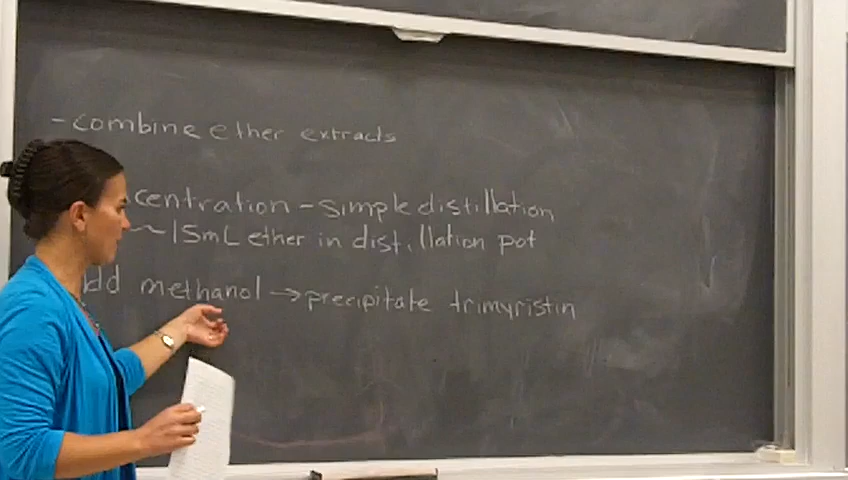 - combine ether extracts
centration - simple distillation
~ 15mL ether in distillation pot
dd methanol → precipitate trimyristin